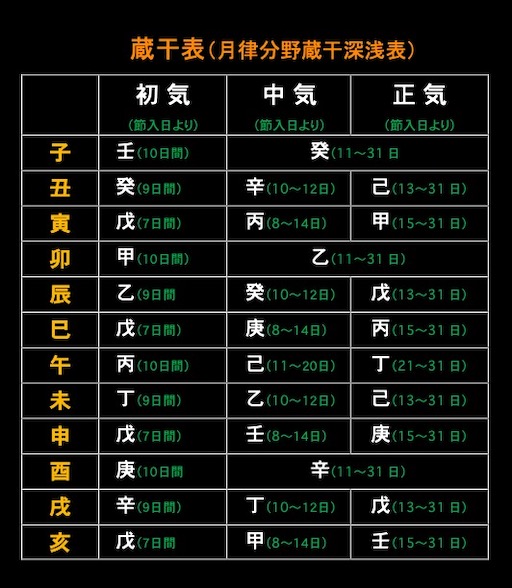 蔵干表(月律分野蔵干深浅表)
初気 中気 正気
(節入日より) (節入日より) (節入日より)
子 壬(10日間) 癸(11〜31 日
丑 癸(9日間) 辛(10〜12日) 己(13〜31 日)
寅 戊(7日間) 丙(8〜14日) 甲(15〜31 日)
卯 甲(10日間) 乙(11〜31 日)
辰 乙(9日間 癸(10〜12日) 戊(13〜31 日)
巳 戊(7日間) 庚(8〜14日) 丙(15〜31 日)
午 丙(10日間) 己(11〜20日) 丁(21〜31 日)
未 丁(9日間) 乙(10〜12日) 己(13〜31 日)
申 戊(7日間) 壬(8〜14日) 庚(15〜31 日)
酉 庚(10日間 辛(11〜31 日)
戌 辛(9日間) 丁(10〜12日) 戊(13〜31 日)
亥 戊(7日間 甲(8〜14日) 壬(15〜31 日)